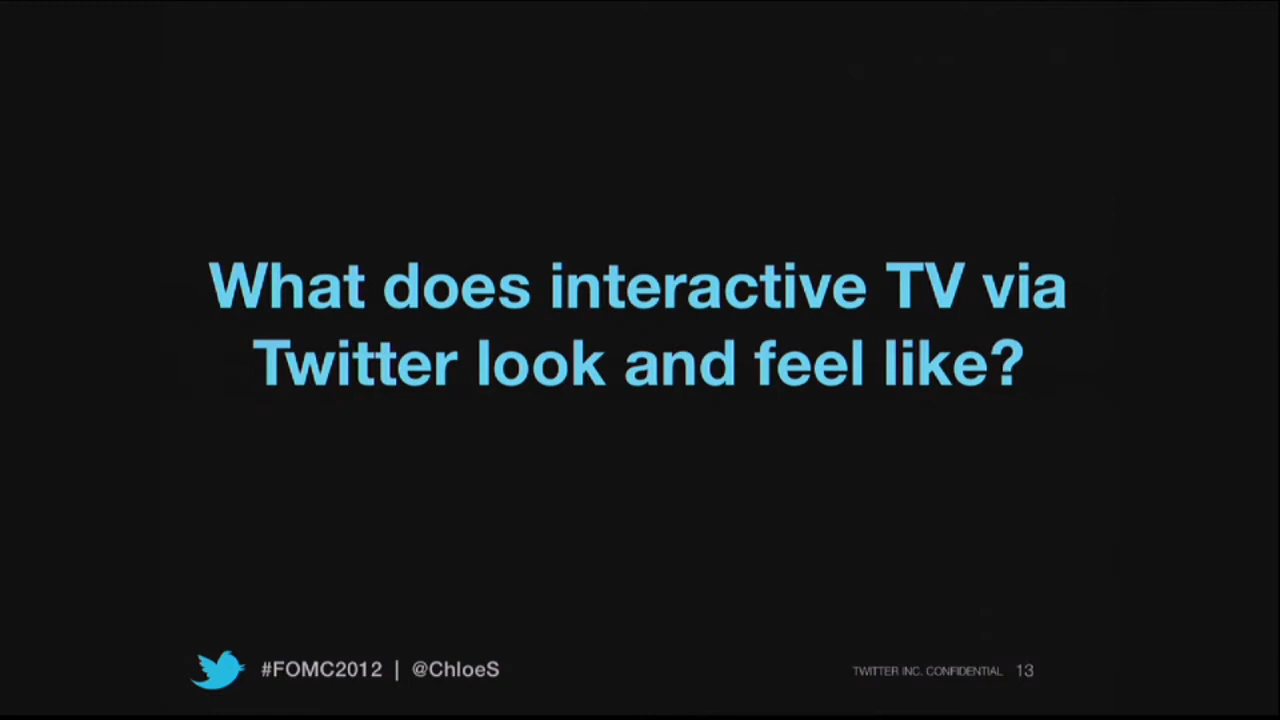 What does interactive TV via
Twitter look and feel like?
#FOMC2012 | @ChloeS
TWITTER INC. CONFIDENTIAL 13